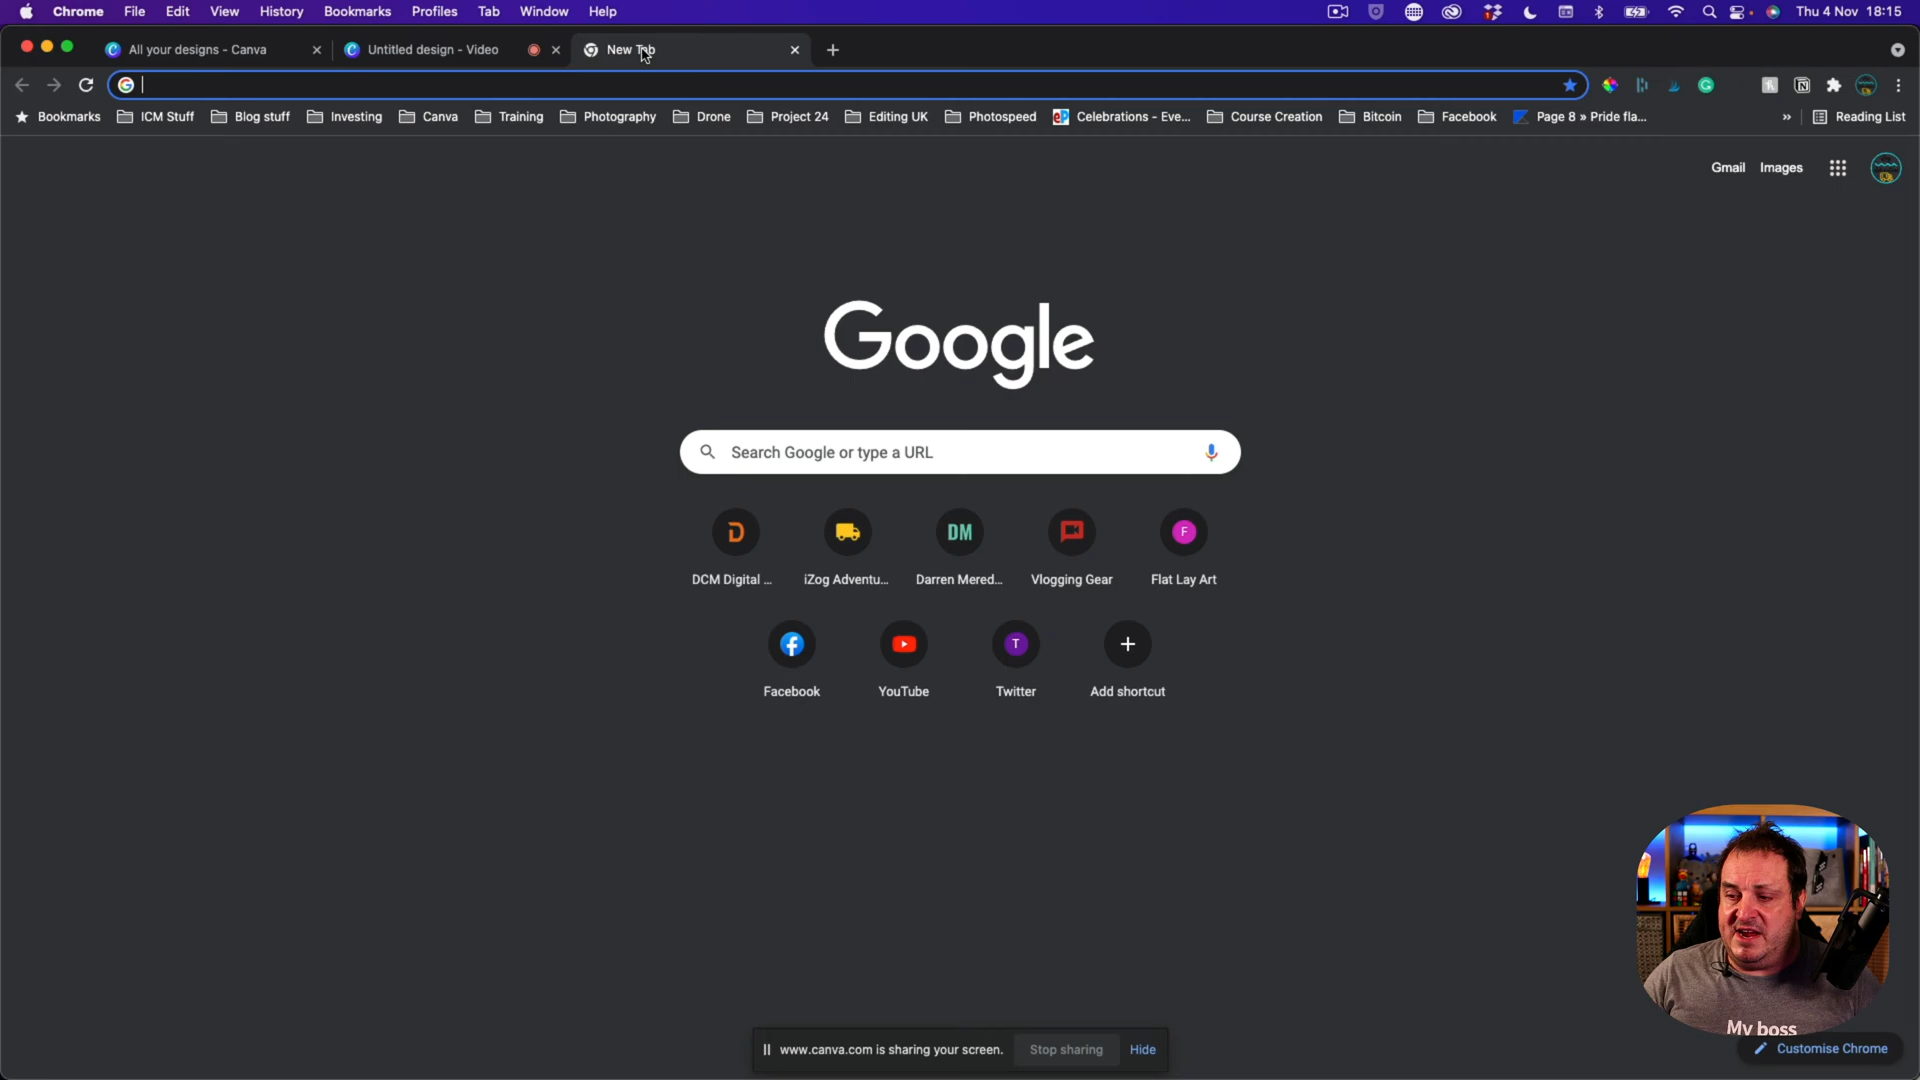 Chrome File Edit View History Bookmarks Profiles Tab Window Help Thu 4 Nov 18:15
All your designs - Canva Untitled design - Video New Tab
Bookmarks ICM Stuff Blog stuff Investing Canva Training Photography Drone Project 24 Editing UK Photospeed Celebrations - Eve... Course Creation Bitcoin Facebook Page 8 » Pride fla... » Reading List
Gmail Images
Google
Search Google or type a URL
D DM F
DCM Digital ... iZog Adventu... Darren Mered... Vlogging Gear Flat Lay Art
T
Facebook YouTube Twitter Add shortcut
My boss
www.canva.com is sharing your screen. Stop sharing Hide
Customise Chrome